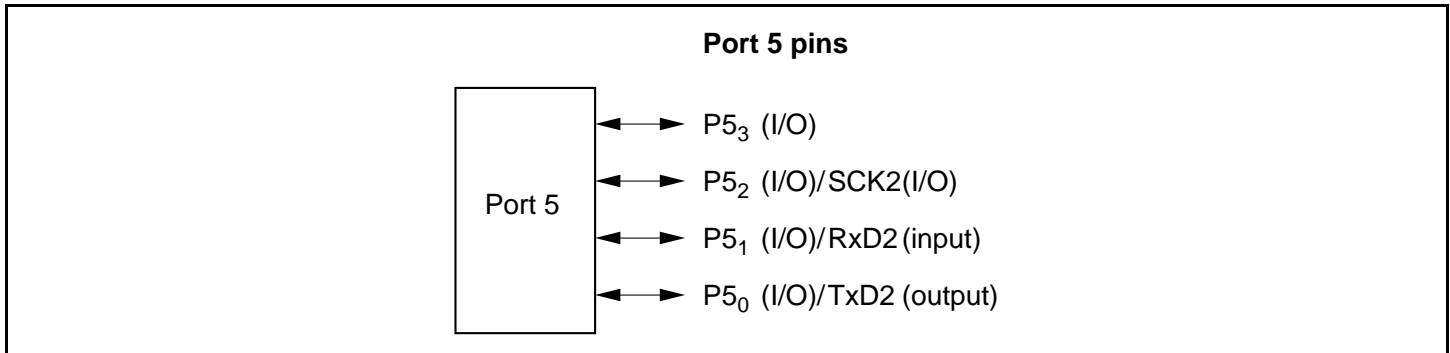 Port 5 pins
Port 5
P5₃ (I/O)
P5₂ (I/O)/SCK2(I/O)
P5₁ (I/O)/RxD2 (input)
P5₀ (I/O)/TxD2 (output)